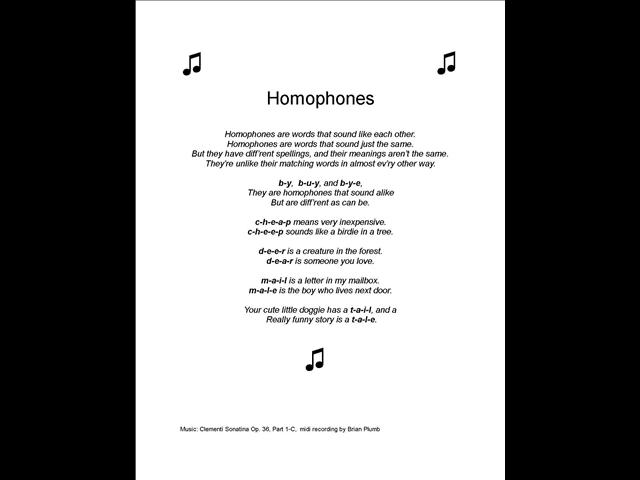 Homophones
Homophones are words that sound like each other.
Homophones are words that sound just the same.
But they have diff'rent spellings, and their meanings aren't the same.
They're unlike their matching words in almost ev'ry other way.
b-y, b-u-y, and b-y-e,
They are homophones that sound alike
But are diff'rent as can be.
c-h-e-a-p means very inexpensive.
c-h-e-e-p sounds like a birdie in a tree.
d-e-e-r is a creature in the forest.
d-e-a-r is someone you love.
m-a-i-l is a letter in my mailbox.
m-a-l-e is the boy who lives next door.
Your cute little doggie has a t-a-i-l, and a
Really funny story is a t-a-l-e.
Music: Clementi Sonatina Op. 36, Part 1-C, midi recording by Brian Plumb